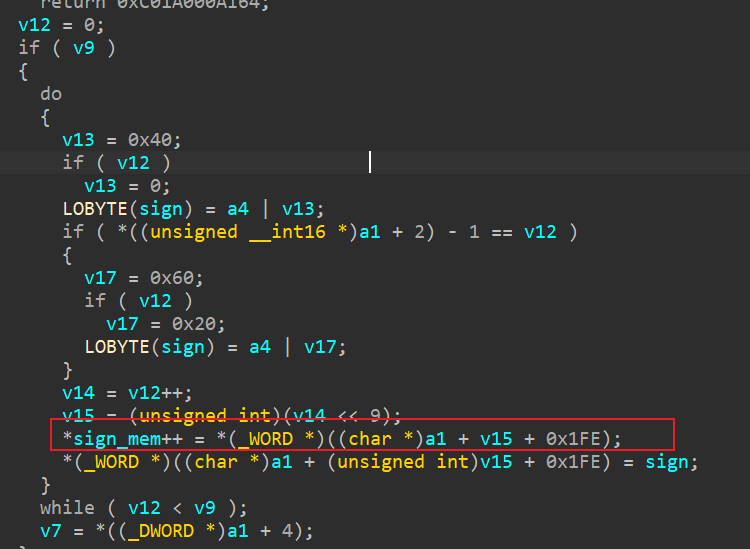 return 0xC01A000A164;
v12 = 0;
if ( v9 )
{
do
{
v13 = 0x40;
if ( v12 )
v13 = 0;
LOBYTE(sign) = a4 | v13;
if ( *((unsigned __int16 *)a1 + 2) - 1 == v12 )
{
v17 = 0x60;
if ( v12 )
v17 = 0x20;
LOBYTE(sign) = a4 | v17;
}
v14 = v12++;
v15 = (unsigned int)(v14 << 9);
*sign_mem++ = *(_WORD *)((char *)a1 + v15 + 0x1FE);
*(_WORD *)((char *)a1 + (unsigned int)v15 + 0x1FE) = sign;
}
while ( v12 < v9 );
v7 = *((_DWORD *)a1 + 4);